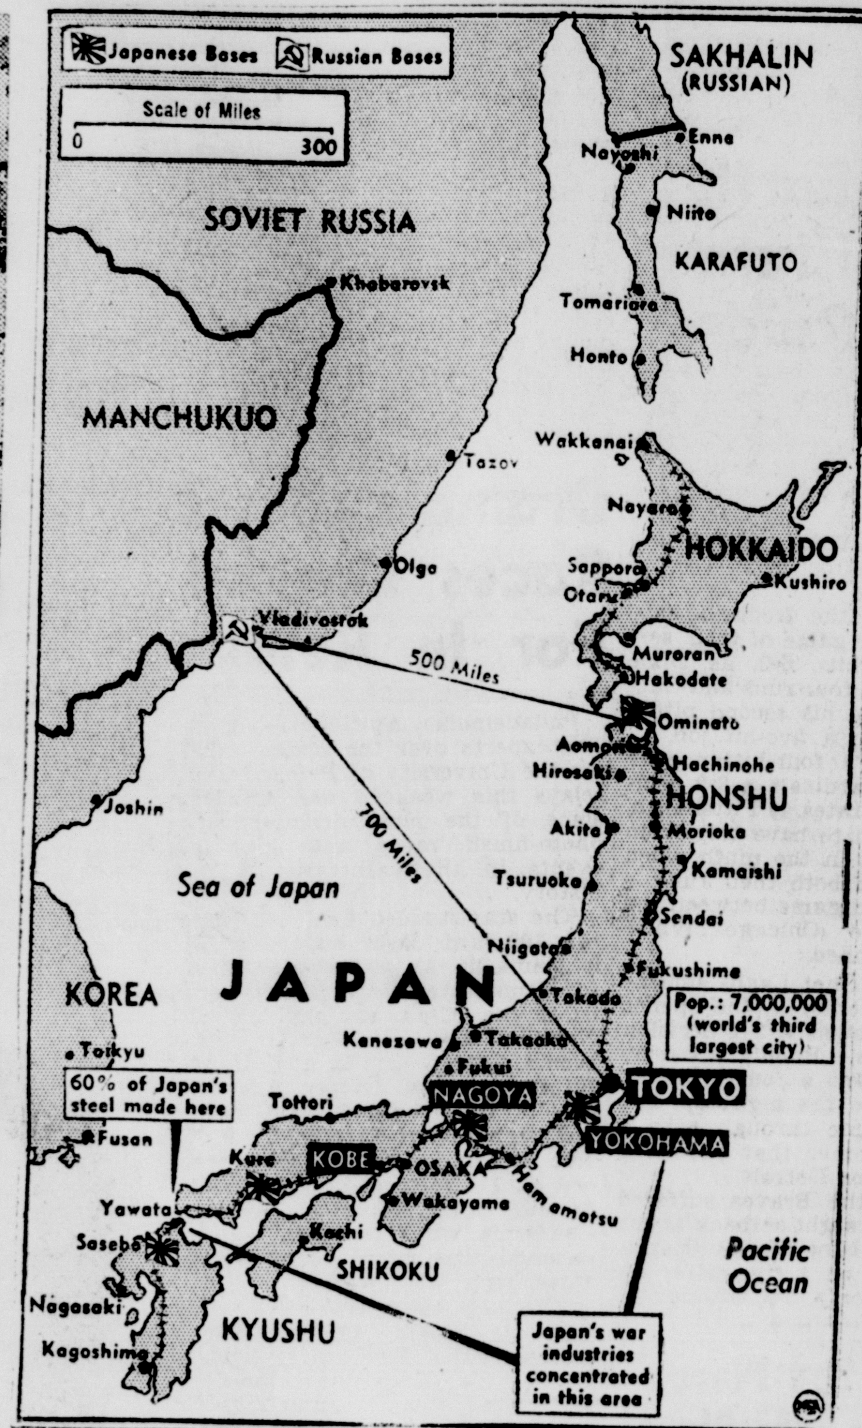 Japanese Bases
Russian Bases
Scale of Miles
0 300
SAKHALIN
(RUSSIAN)
Enna
Nayoshi
Niito
SOVIET RUSSIA
KARAFUTO
Khabarovsk
Tomariora
Honto
MANCHUKUO
Wakkanai
Tazov
Nayara
HOKKAIDO
Sapporo
Olga
Kushiro
Otaru
Vladivostok
Muroran
500 Miles
Hakodate
Ominato
Aomori
Hachinohe
Hirosaki
HONSHU
Joshin
700 Miles
Akita
Morioka
Kamaishi
Sea of Japan
Tsuruoka
Sendai
Niigata
Fukushima
JAPAN
KOREA
Takada
Pop.: 7,000,000
(world's third
largest city)
Kanazawa
Takaoka
Taikyu
Fukui
60% of Japan's
steel made here
NAGOYA
TOKYO
Tottori
Fusan
YOKOHAMA
Kure
KOBE
OSAKA
Hamamatsu
Wakayama
Yawata
Kochi
Sasebo
SHIKOKU
Pacific
Ocean
Nagasaki
KYUSHU
Kagoshima
Japan's war
industries
concentrated
in this area